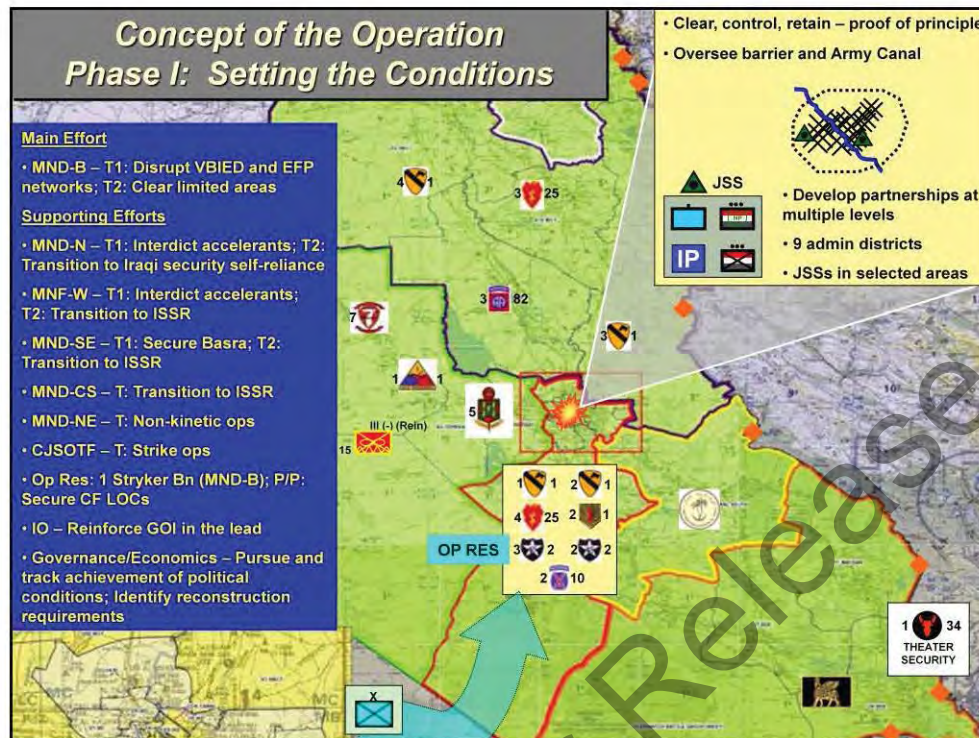 Concept of the Operation
Phase I: Setting the Conditions
Main Effort
• MND-B – T1: Disrupt VBIED and EFP
networks; T2: Clear limited areas
Supporting Efforts
• MND-N – T1: Interdict accelerants; T2:
Transition to Iraqi security self-reliance
• MNF-W – T1: Interdict accelerants;
T2: Transition to ISSR
• MND-SE – T1: Secure Basra; T2:
Transition to ISSR
• MND-CS – T: Transition to ISSR
• MND-NE – T: Non-kinetic ops
• CJSOTF – T: Strike ops
• Op Res: 1 Stryker Bn (MND-B); P/P:
Secure CF LOCs
• IO – Reinforce GOI in the lead
• Governance/Economics – Pursue and
track achievement of political
conditions; Identify reconstruction
requirements
• Clear, control, retain – proof of principle
• Oversee barrier and Army Canal
JSS
IP
• Develop partnerships at
multiple levels
• 9 admin districts
• JSSs in selected areas
4 1
3 25
3 82
7
3 1
1 1
5
III (-) (Rein)
15
1 1
2 1
4 25
2 1
OP RES
3 2
2 2
2 10
1 34
THEATER
SECURITY
X
Release